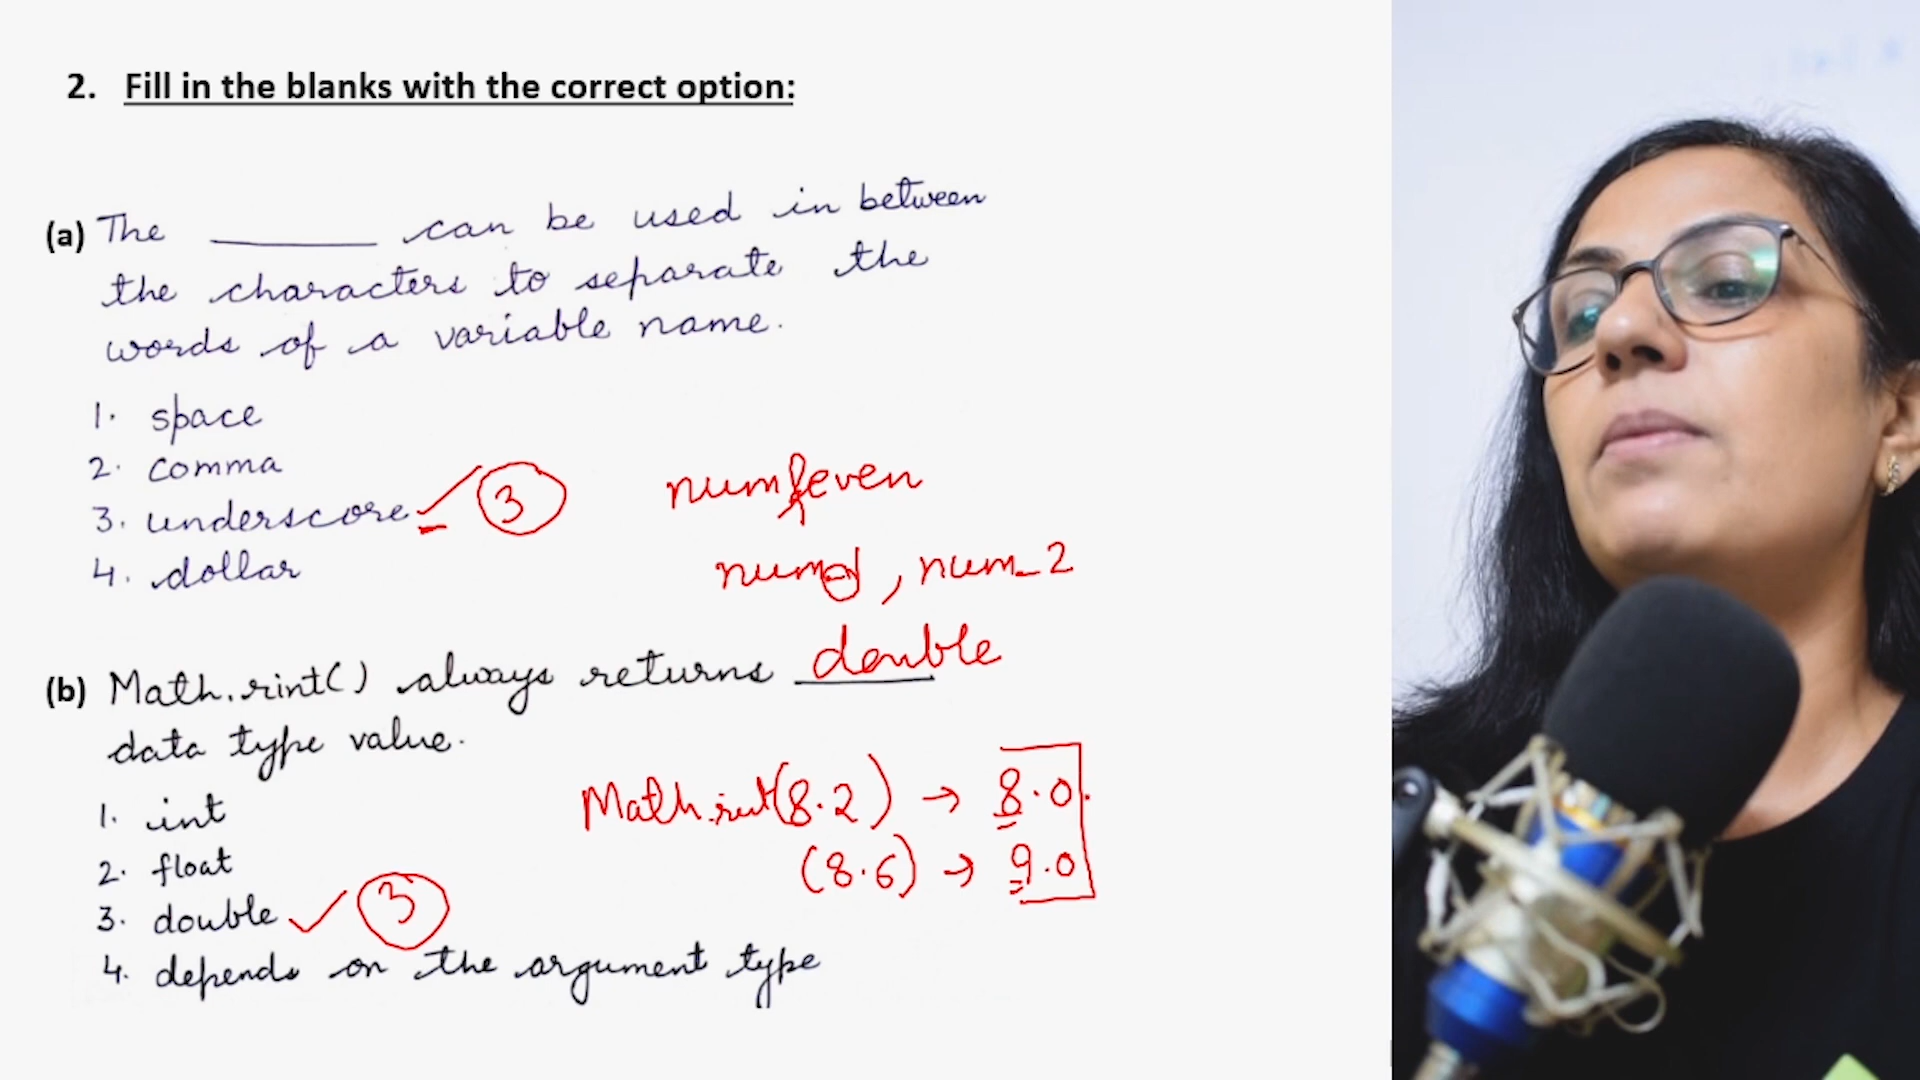 2. Fill in the blanks with the correct option:
(a) The ______ can be used in between
the characters to separate the
words of a variable name.
1. space
2. comma
3. underscore ✓ 3
4. dollar
num even
num , num_2
(b) Math.rint() always returns double
data type value.
1. int
2. float
3. double ✓ 3
4. depends on the argument type
Math.rint(8.2) → 8.0
(8.6) → 9.0